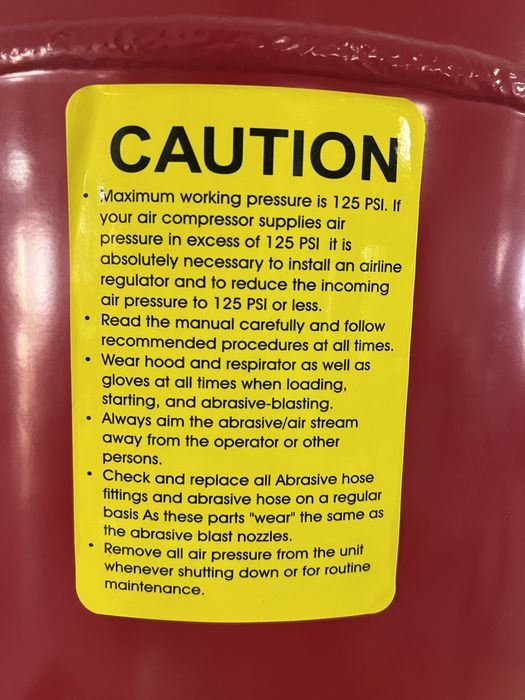 CAUTION
• Maximum working pressure is 125 PSI. If
your air compressor supplies air
pressure in excess of 125 PSI it is
absolutely necessary to install an airline
regulator and to reduce the incoming
air pressure to 125 PSI or less.
• Read the manual carefully and follow
recommended procedures at all times.
• Wear hood and respirator as well as
gloves at all times when loading,
starting, and abrasive-blasting.
• Always aim the abrasive/air stream
away from the operator or other
persons.
• Check and replace all Abrasive hose
fittings and abrasive hose on a regular
basis As these parts "wear" the same as
the abrasive blast nozzles.
• Remove all air pressure from the unit
whenever shutting down or for routine
maintenance.